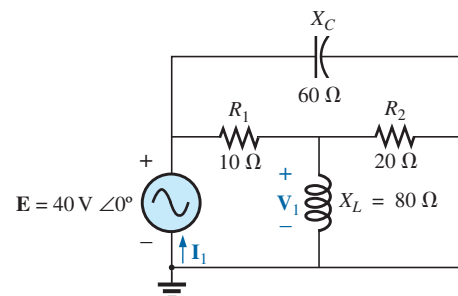 X_C
60 Ω
R_1
R_2
10 Ω
20 Ω
+
+
E = 40 V ∠0°
V_1
X_L = 80 Ω
–
–
I_1